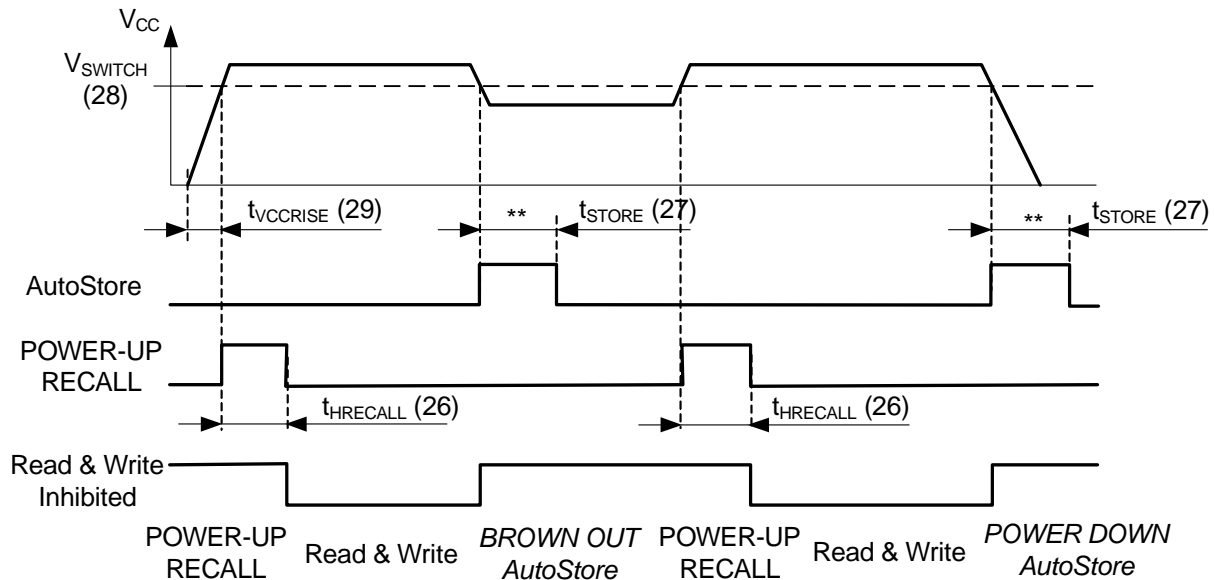 VCC
VSWITCH
(28)
tVCCRISE (29)
**
tSTORE (27)
**
tSTORE (27)
AutoStore
POWER-UP
RECALL
tHRECALL (26)
tHRECALL (26)
Read & Write
Inhibited
POWER-UP
RECALL
Read & Write
BROWN OUT
AutoStore
POWER-UP
RECALL
Read & Write
POWER DOWN
AutoStore